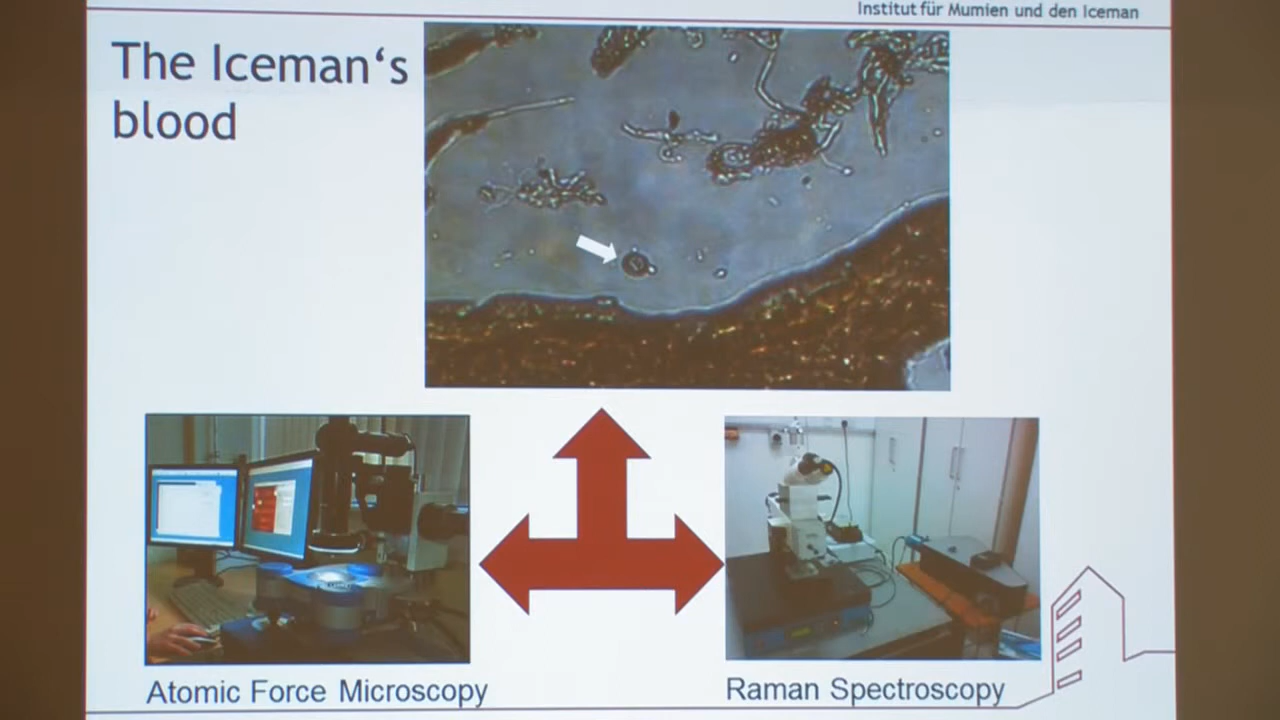 Institut für Mumien und den Iceman
The Iceman‘s
blood
Atomic Force Microscopy
Raman Spectroscopy